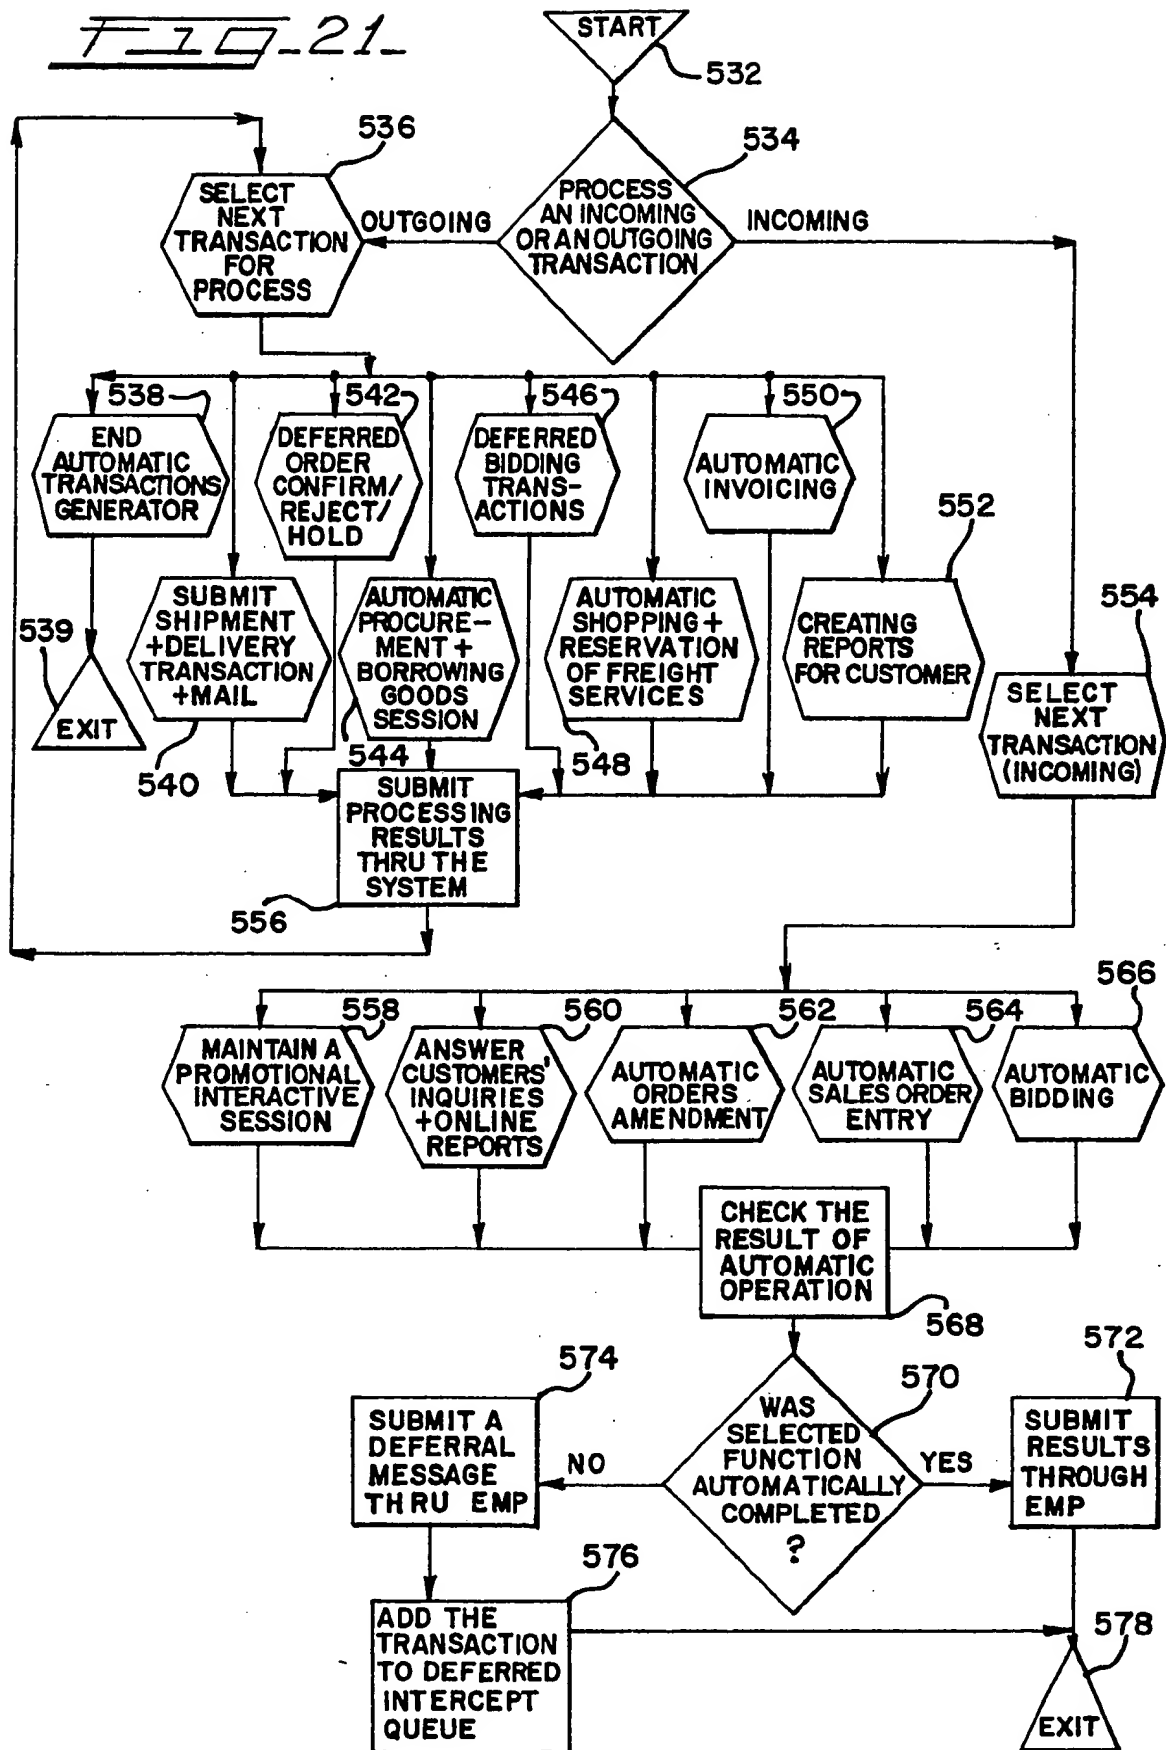 FIG-21-
START
532
534
536
PROCESS
AN INCOMING
OR AN OUTGOING
TRANSACTION
OUTGOING
INCOMING
SELECT
NEXT
TRANSACTION
FOR
PROCESS
538
542
546
550
END
AUTOMATIC
TRANSACTIONS
GENERATOR
DEFERRED
ORDER
CONFIRM/
REJECT/
HOLD
DEFERRED
BIDDING
TRANS-
ACTIONS
AUTOMATIC
INVOICING
552
554
539
EXIT
SUBMIT
SHIPMENT
+DELIVERY
TRANSACTION
+MAIL
540
AUTOMATIC
PROCURE-
MENT +
BORROWING
GOODS
SESSION
544
AUTOMATIC
SHOPPING+
RESERVATION
OF FREIGHT
SERVICES
548
CREATING
REPORTS
FOR CUSTOMER
SELECT
NEXT
TRANSACTION
(INCOMING)
SUBMIT
PROCESSING
RESULTS
THRU THE
SYSTEM
556
558
560
562
564
566
MAINTAIN A
PROMOTIONAL
INTERACTIVE
SESSION
ANSWER
CUSTOMERS'
INQUIRIES
+ONLINE
REPORTS
AUTOMATIC
ORDERS
AMENDMENT
AUTOMATIC
SALES ORDER
ENTRY
AUTOMATIC
BIDDING
CHECK THE
RESULT OF
AUTOMATIC
OPERATION
568
574
570
572
SUBMIT A
DEFERRAL
MESSAGE
THRU EMP
NO
WAS
SELECTED
FUNCTION
AUTOMATICALLY
COMPLETED
?
YES
SUBMIT
RESULTS
THROUGH
EMP
576
ADD THE
TRANSACTION
TO DEFERRED
INTERCEPT
QUEUE
578
EXIT